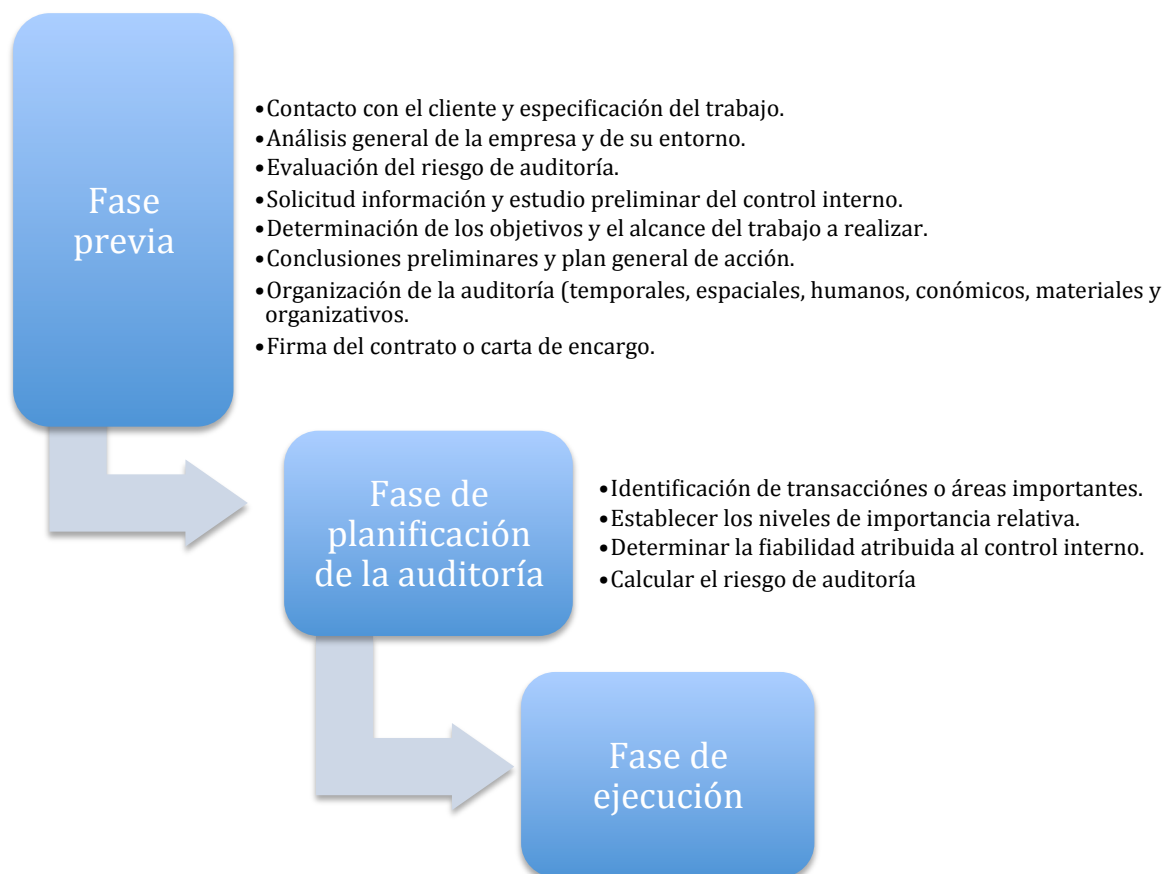 Fase
previa
•Contacto con el cliente y especificación del trabajo.
•Análisis general de la empresa y de su entorno.
•Evaluación del riesgo de auditoría.
•Solicitud información y estudio preliminar del control interno.
•Determinación de los objetivos y el alcance del trabajo a realizar.
•Conclusiones preliminares y plan general de acción.
•Organización de la auditoría (temporales, espaciales, humanos, conómicos, materiales y
organizativos.
•Firma del contrato o carta de encargo.
Fase de
planificación
de la auditoría
•Identificación de transacciónes o áreas importantes.
•Establecer los niveles de importancia relativa.
•Determinar la fiabilidad atribuida al control interno.
•Calcular el riesgo de auditoría
Fase de
ejecución